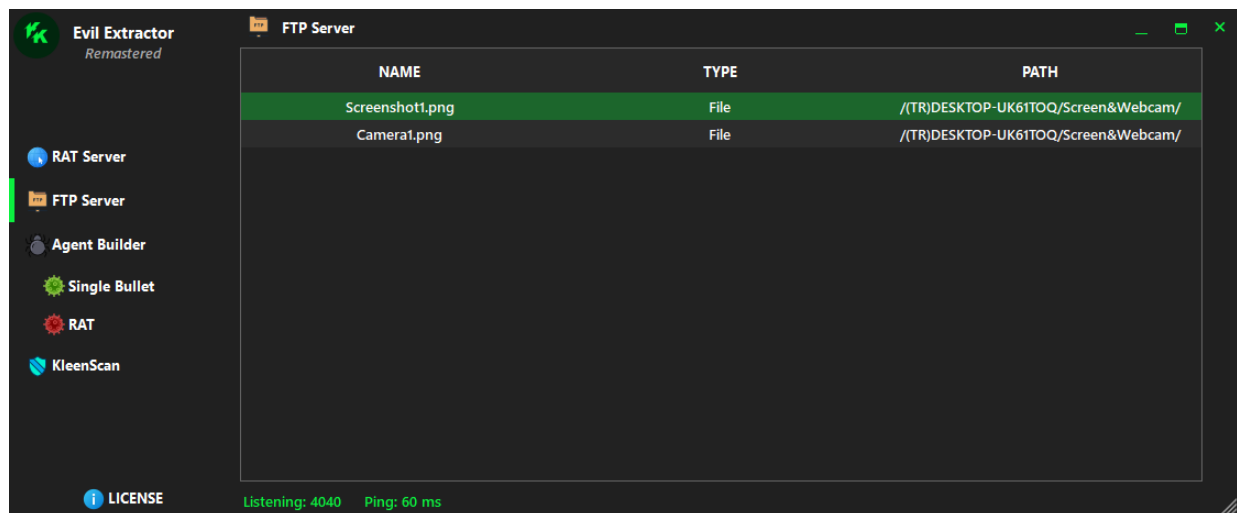 Evil Extractor
Remastered
RAT Server
FTP Server
Agent Builder
Single Bullet
RAT
KleenScan
LICENSE
FTP Server
NAME TYPE PATH
Screenshot1.png File /(TR)DESKTOP-UK61TOQ/Screen&Webcam/
Camera1.png File /(TR)DESKTOP-UK61TOQ/Screen&Webcam/
Listening: 4040 Ping: 60 ms